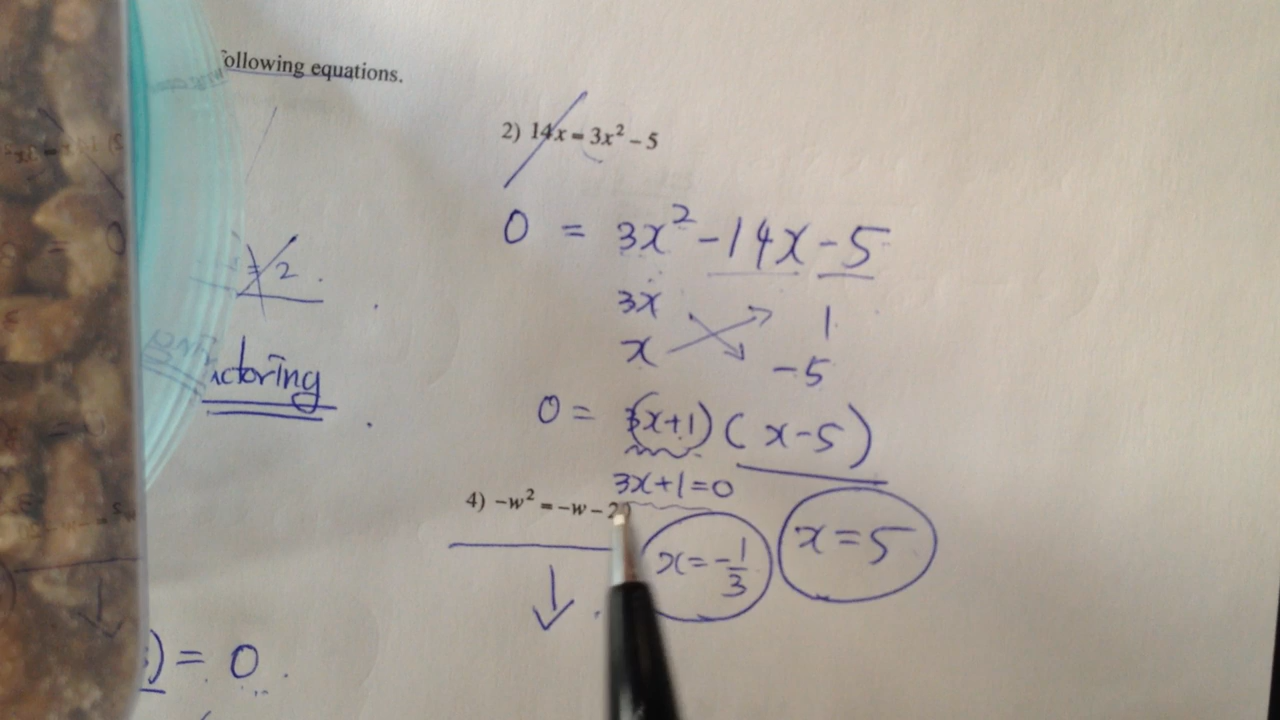 following equations.
2) 14x = 3x² – 5
0 = 3x² – 14x – 5
3x 1
x –5
= 2
actoring
0 = (3x+1) (x–5)
3x+1=0
4) –w² = –w – 2
x = –1/3
x = 5
) = 0